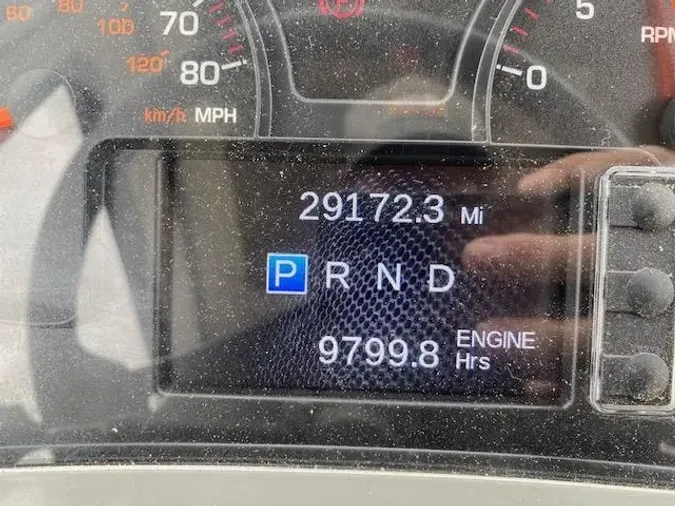 60 80 100 120
70
80
km/h MPH
5
0
RPM
29172.3 Mi
P R N D
9799.8 ENGINE Hrs